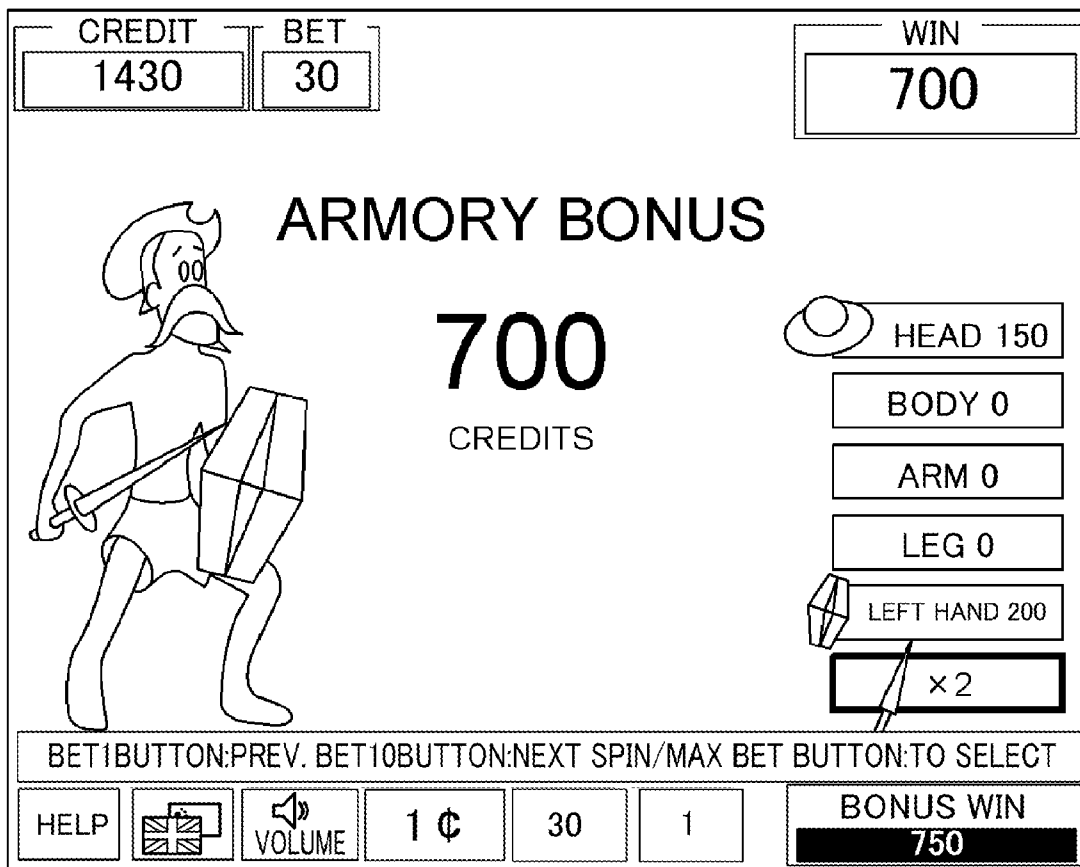 CREDIT BET WIN
1430 30 700
ARMORY BONUS
700
CREDITS
HEAD 150
BODY 0
ARM 0
LEG 0
LEFT HAND 200
×2
BET1BUTTON:PREV. BET10BUTTON:NEXT SPIN/MAX BET BUTTON:TO SELECT
HELP VOLUME 1 ¢ 30 1
BONUS WIN
750